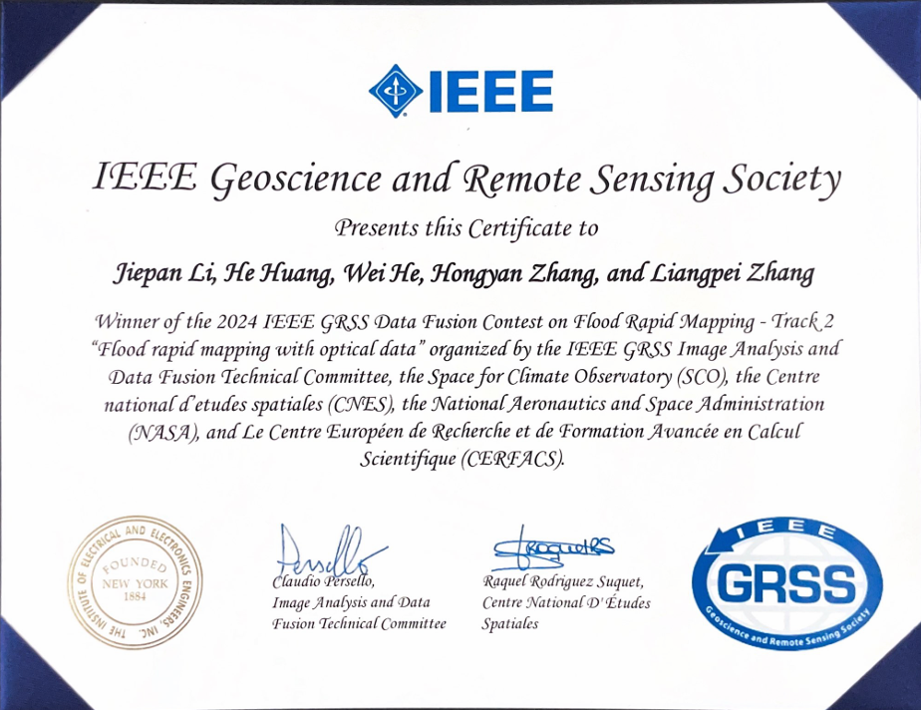 IEEE
IEEE Geoscience and Remote Sensing Society
Presents this Certificate to
Jiepan Li, He Huang, Wei He, Hongyan Zhang, and Liangpei Zhang
Winner of the 2024 IEEE GRSS Data Fusion Contest on Flood Rapid Mapping - Track 2
“Flood rapid mapping with optical data” organized by the IEEE GRSS Image Analysis and
Data Fusion Technical Committee, the Space for Climate Observatory (SCO), the Centre
national d'etudes spatiales (CNES), the National Aeronautics and Space Administration
(NASA), and Le Centre Européen de Recherche et de Formation Avancée en Calcul
Scientifique (CERFACS).
THE INSTITUTE OF ELECTRICAL AND ELECTRONICS ENGINEERS, INC.
FOUNDED
NEW YORK
1884
Persello
Claudio Persello,
Image Analysis and Data
Fusion Technical Committee
Raquel Rodriguez Suquet,
Centre National D'Études
Spatiales
IEEE
GRSS
Geoscience and Remote Sensing Society